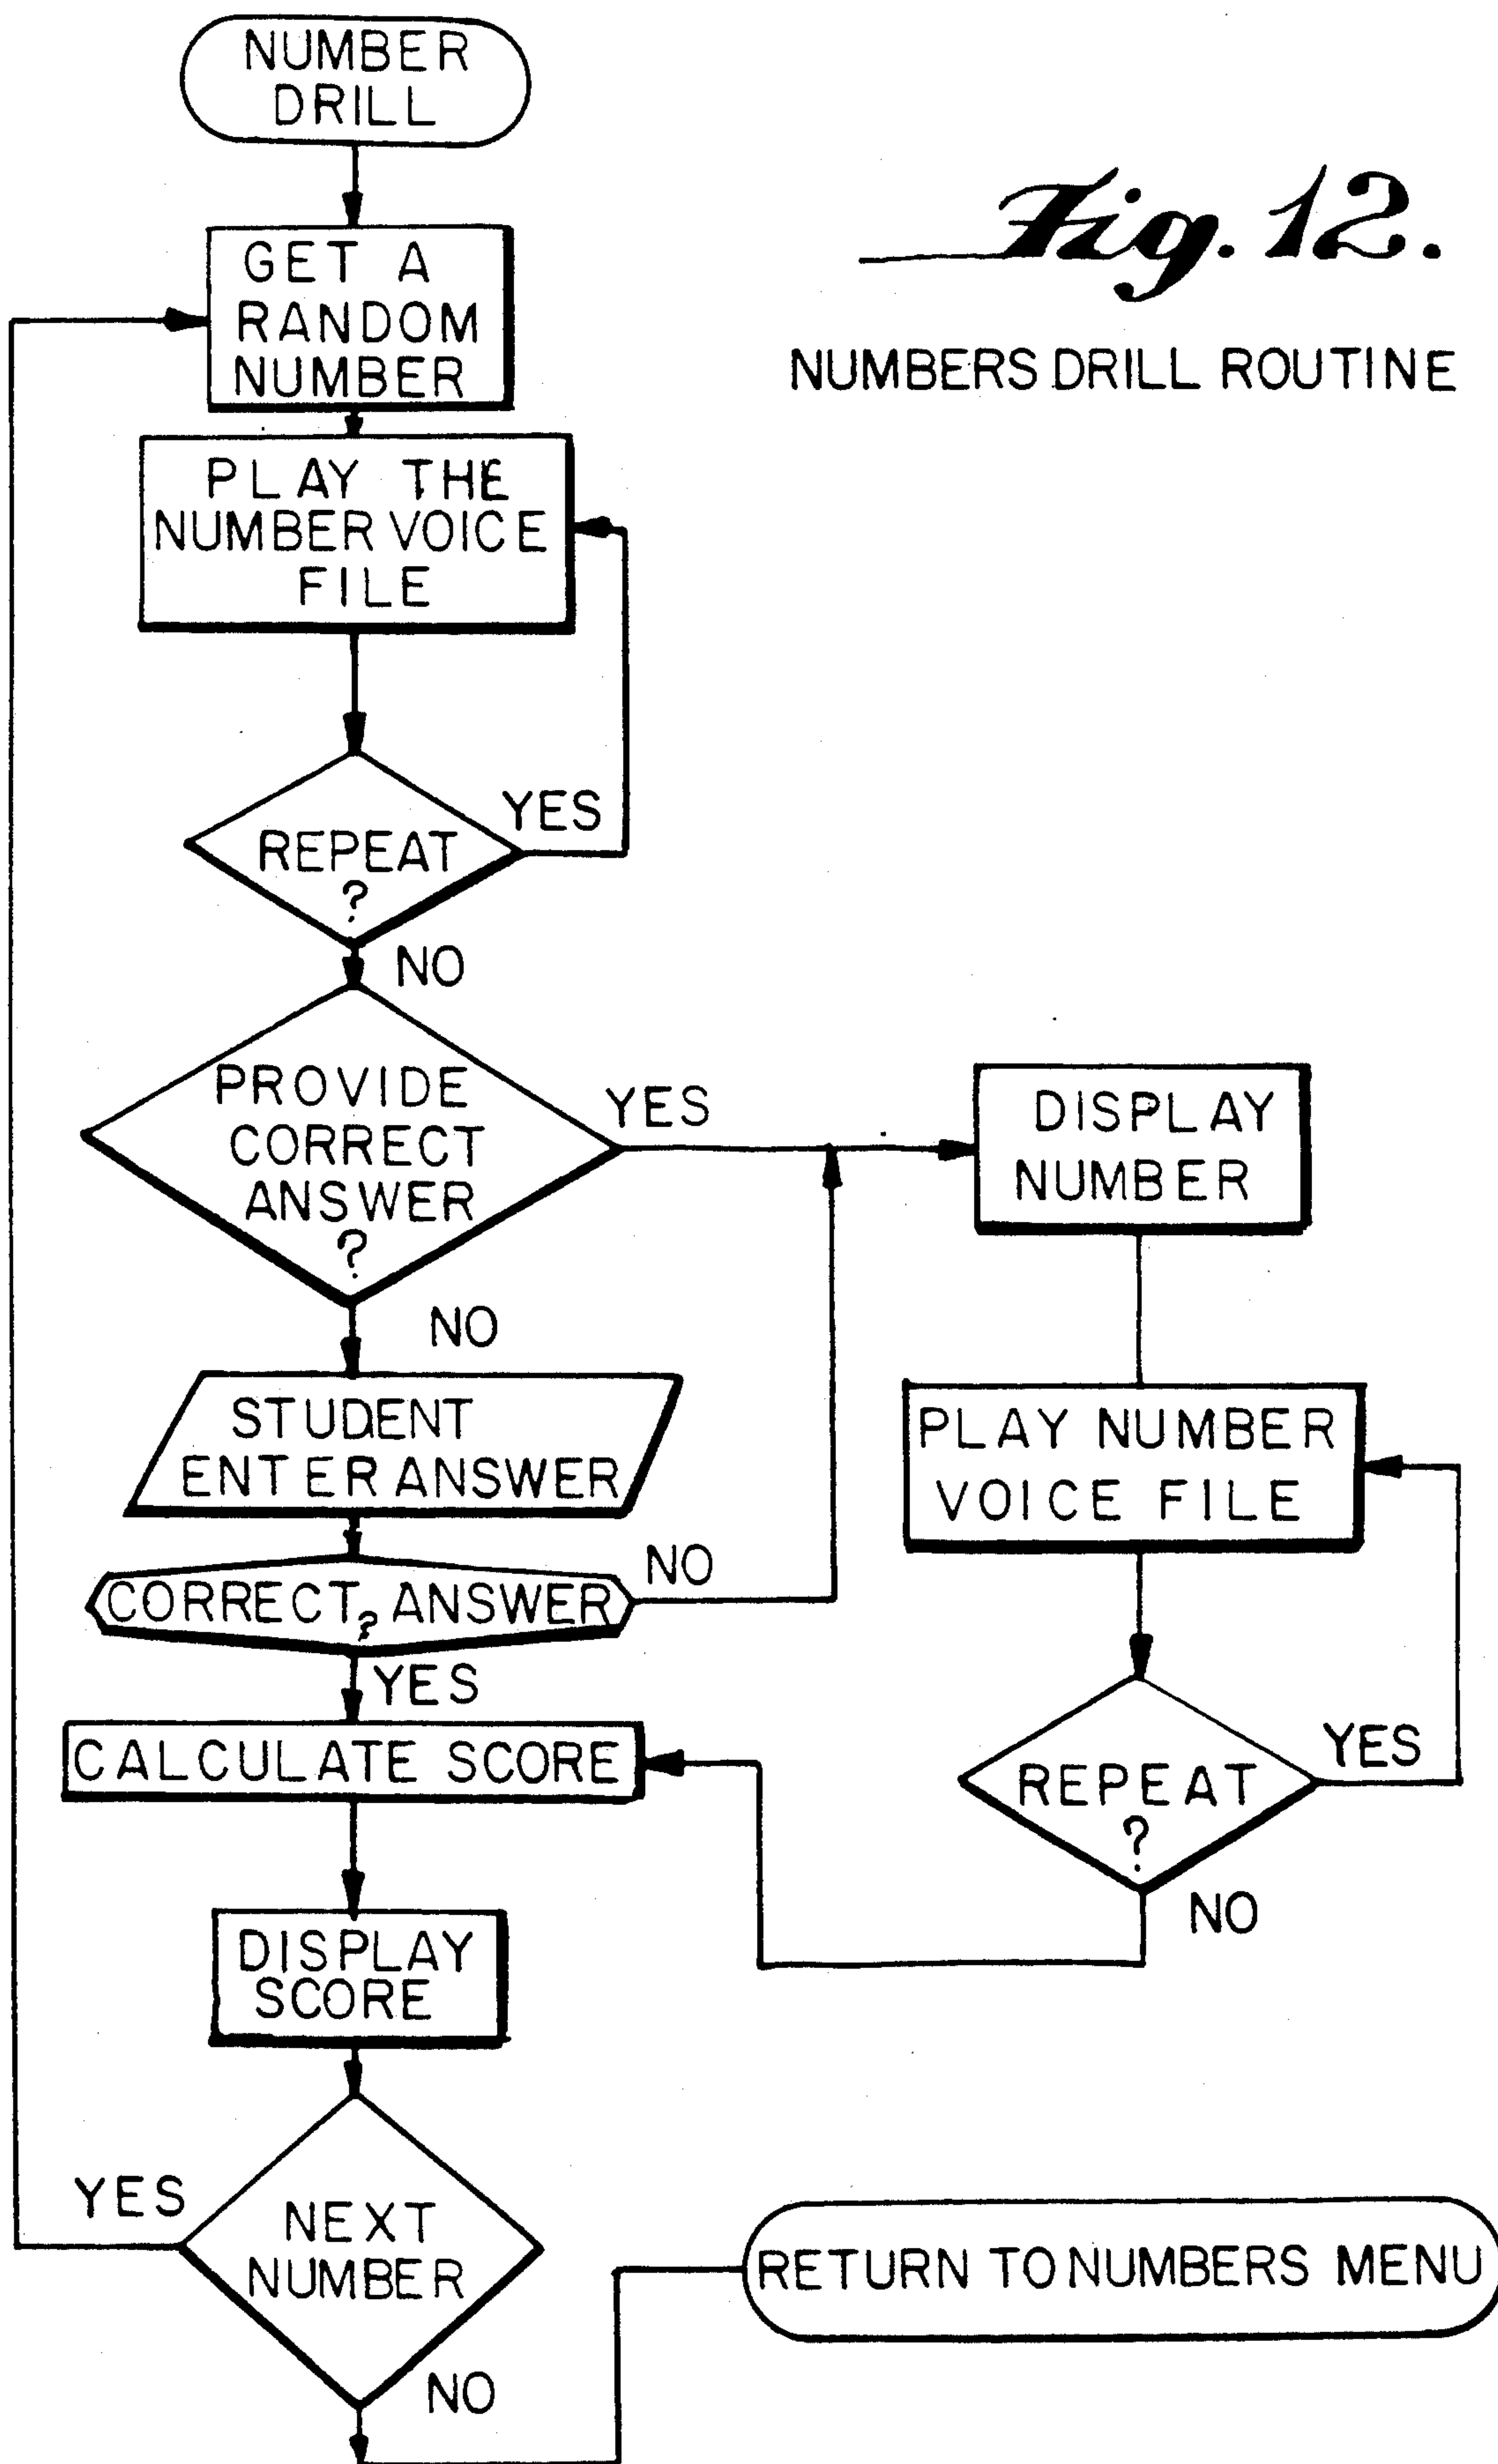 NUMBER
DRILL
Fig. 12.
NUMBERS DRILL ROUTINE
GET A
RANDOM
NUMBER
PLAY THE
NUMBER VOICE
FILE
REPEAT
?
YES
NO
PROVIDE
CORRECT
ANSWER
?
YES
NO
DISPLAY
NUMBER
STUDENT
ENTER ANSWER
PLAY NUMBER
VOICE FILE
CORRECT ? ANSWER
NO
YES
CALCULATE SCORE
REPEAT
?
YES
NO
DISPLAY
SCORE
NEXT
NUMBER
YES
NO
RETURN TO NUMBERS MENU